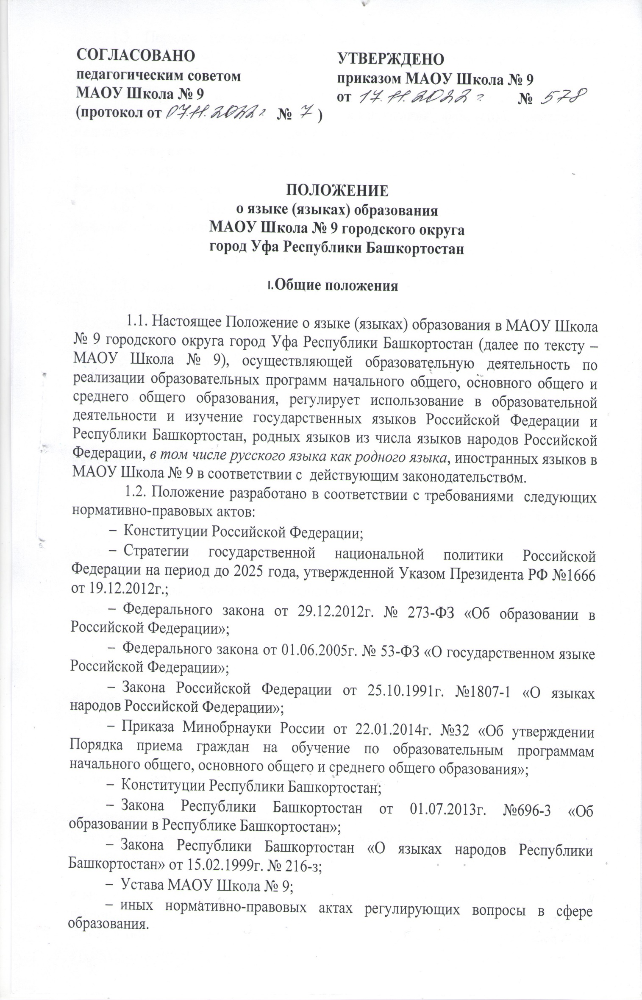 СОГЛАСОВАНО
педагогическим советом
МАОУ Школа № 9
(протокол от 07.11.2022г № 7 )
УТВЕРЖДЕНО
приказом МАОУ Школа № 9
от 17.11.2022 г № 578
ПОЛОЖЕНИЕ
о языке (языках) образования
МАОУ Школа № 9 городского округа
город Уфа Республики Башкортостан
I.Общие положения
1.1. Настоящее Положение о языке (языках) образования в МАОУ Школа
№ 9 городского округа город Уфа Республики Башкортостан (далее по тексту –
МАОУ Школа № 9), осуществляющей образовательную деятельность по
реализации образовательных программ начального общего, основного общего и
среднего общего образования, регулирует использование в образовательной
деятельности и изучение государственных языков Российской Федерации и
Республики Башкортостан, родных языков из числа языков народов Российской
Федерации, в том числе русского языка как родного языка, иностранных языков в
МАОУ Школа № 9 в соответствии с действующим законодательством.
1.2. Положение разработано в соответствии с требованиями следующих
нормативно-правовых актов:
– Конституции Российской Федерации;
– Стратегии государственной национальной политики Российской
Федерации на период до 2025 года, утвержденной Указом Президента РФ №1666
от 19.12.2012г.;
– Федерального закона от 29.12.2012г. № 273-ФЗ «Об образовании в
Российской Федерации»;
– Федерального закона от 01.06.2005г. № 53-ФЗ «О государственном языке
Российской Федерации»;
– Закона Российской Федерации от 25.10.1991г. №1807-1 «О языках
народов Российской Федерации»;
– Приказа Минобрнауки России от 22.01.2014г. №32 «Об утверждении
Порядка приема граждан на обучение по образовательным программам
начального общего, основного общего и среднего общего образования»;
– Конституции Республики Башкортостан;
– Закона Республики Башкортостан от 01.07.2013г. №696-З «Об
образовании в Республике Башкортостан»;
– Закона Республики Башкортостан «О языках народов Республики
Башкортостан» от 15.02.1999г. № 216-з;
– Устава МАОУ Школа № 9;
– иных нормативно-правовых актах регулирующих вопросы в сфере
образования.